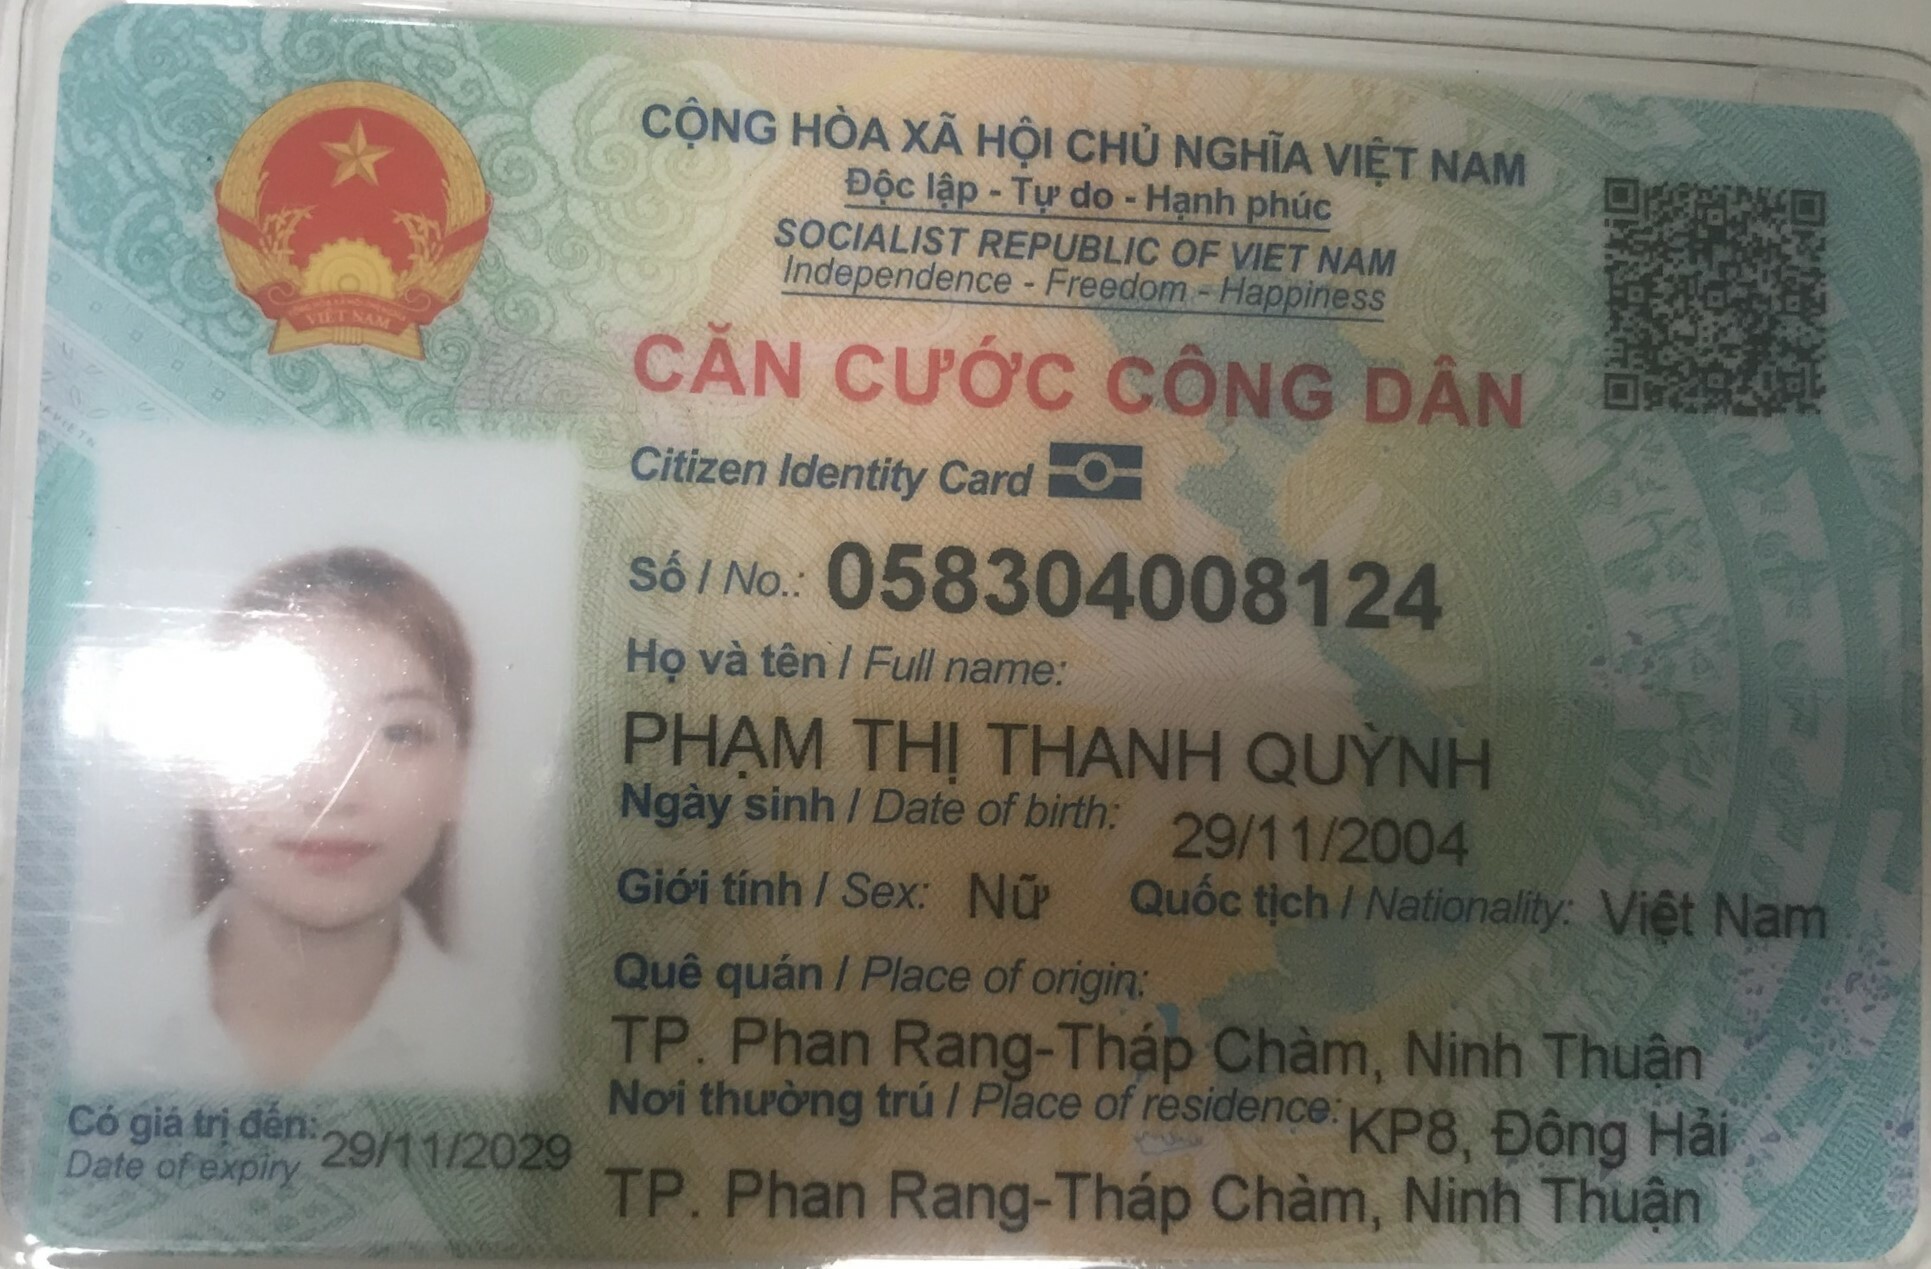 CỘNG HÒA XÃ HỘI CHỦ NGHĨA VIỆT NAM
Độc lập - Tự do - Hạnh phúc
SOCIALIST REPUBLIC OF VIET NAM
Independence - Freedom - Happiness
CĂN CƯỚC CÔNG DÂN
Citizen Identity Card
Số / No.: 058304008124
Họ và tên / Full name:
PHẠM THỊ THANH QUỲNH
Ngày sinh / Date of birth: 29/11/2004
Giới tính / Sex: Nữ Quốc tịch / Nationality: Việt Nam
Quê quán / Place of origin:
TP. Phan Rang-Tháp Chàm, Ninh Thuận
Nơi thường trú / Place of residence: KP8, Đông Hải
TP. Phan Rang-Tháp Chàm, Ninh Thuận
Có giá trị đến: 29/11/2029
Date of expiry
VIỆT NAM